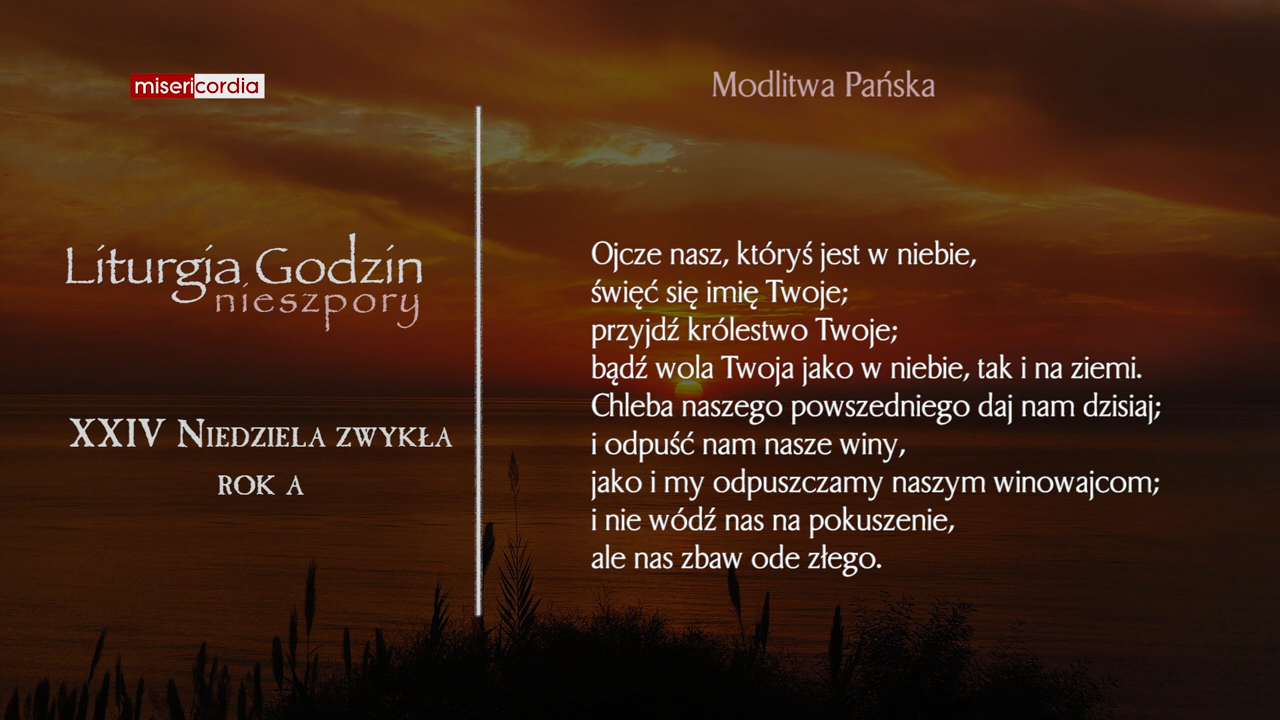 misericordia
Liturgia Godzin
nieszpory
XXIV Niedziela zwykła
rok A
Modlitwa Pańska
Ojcze nasz, któryś jest w niebie,
święć się imię Twoje;
przyjdź królestwo Twoje;
bądź wola Twoja jako w niebie, tak i na ziemi.
Chleba naszego powszedniego daj nam dzisiaj;
i odpuść nam nasze winy,
jako i my odpuszczamy naszym winowajcom;
i nie wódź nas na pokuszenie,
ale nas zbaw ode złego.